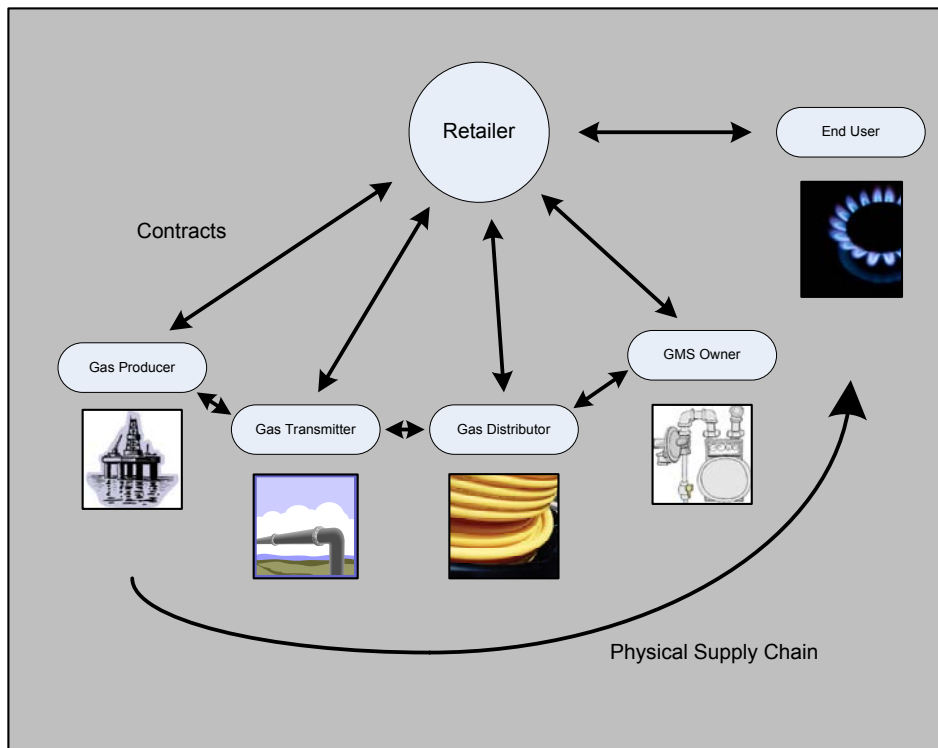 Retailer
End User
Contracts
Gas Producer
GMS Owner
Gas Transmitter
Gas Distributor
Physical Supply Chain